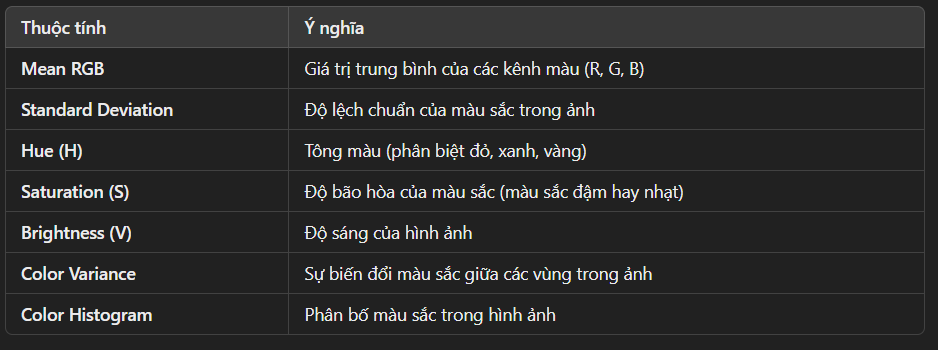 Thuộc tính Ý nghĩa
Mean RGB Giá trị trung bình của các kênh màu (R, G, B)
Standard Deviation Độ lệch chuẩn của màu sắc trong ảnh
Hue (H) Tông màu (phân biệt đỏ, xanh, vàng)
Saturation (S) Độ bão hòa của màu sắc (màu sắc đậm hay nhạt)
Brightness (V) Độ sáng của hình ảnh
Color Variance Sự biến đổi màu sắc giữa các vùng trong ảnh
Color Histogram Phân bố màu sắc trong hình ảnh